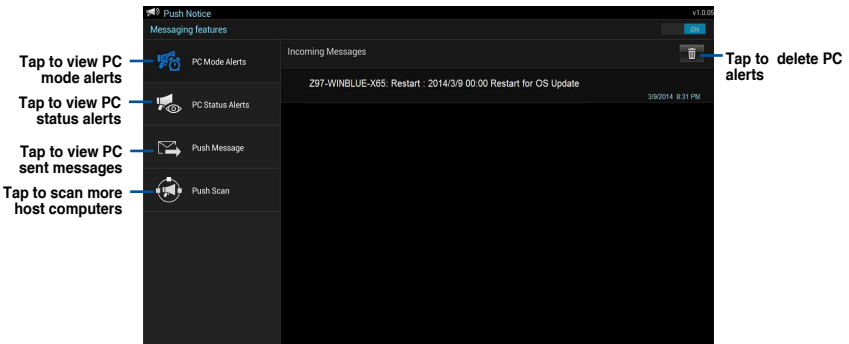 Push Notice
v1.0.05
Messaging features
ON
Tap to view PC
mode alerts
PC Mode Alerts
Incoming Messages
Tap to delete PC
alerts
Z97-WINBLUE-X65: Restart : 2014/3/9 00:00 Restart for OS Update
3/9/2014 8:31 PM
Tap to view PC
status alerts
PC Status Alerts
Tap to view PC
sent messages
Push Message
Tap to scan more
host computers
Push Scan